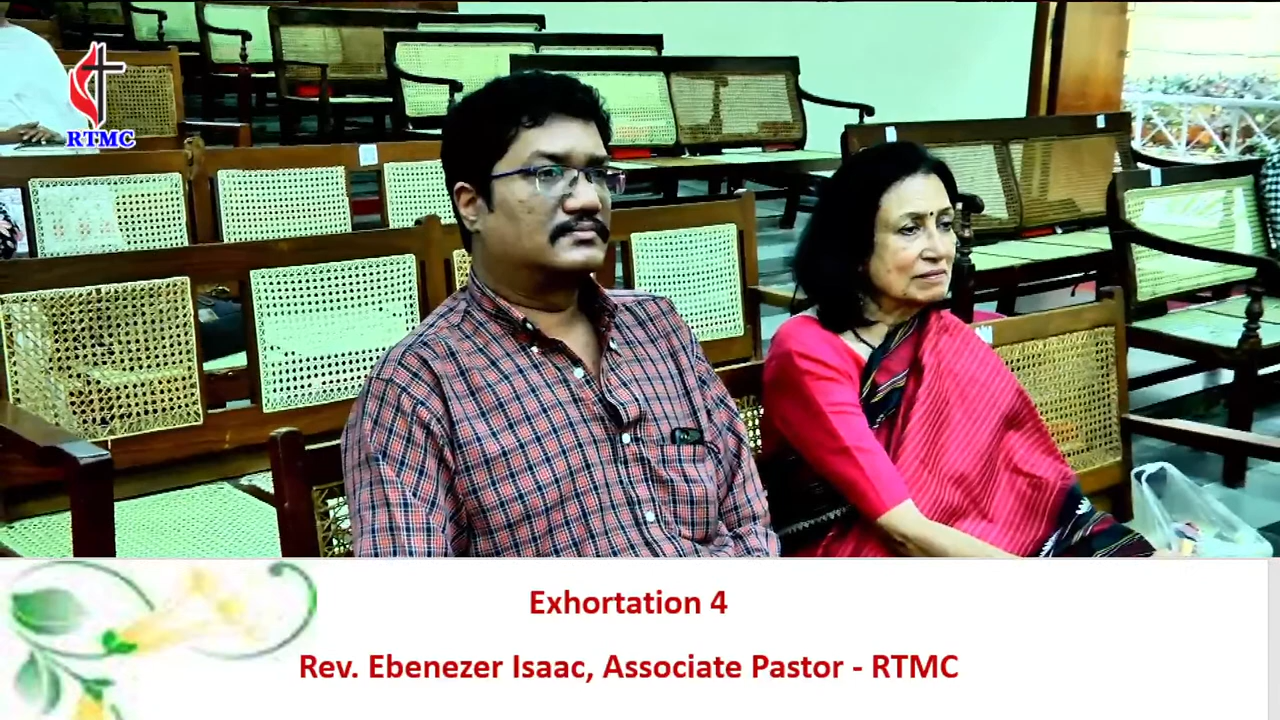 RTMC
Exhortation 4
Rev. Ebenezer Isaac, Associate Pastor - RTMC